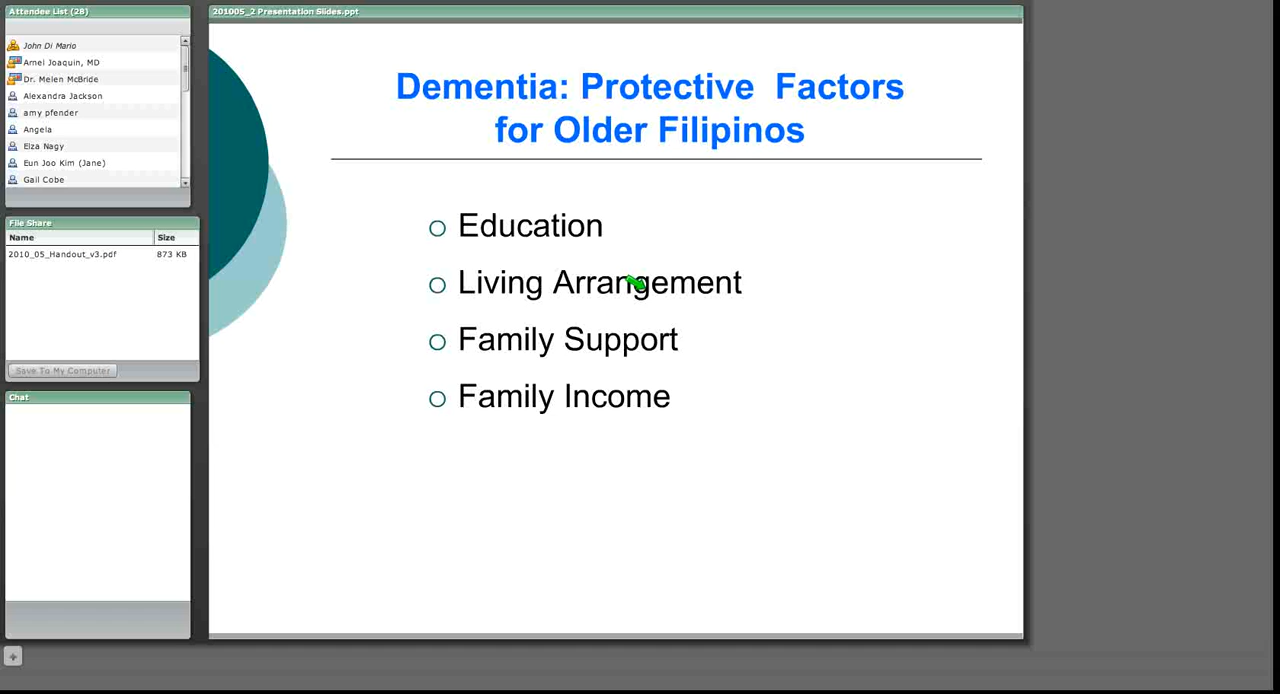 Attendee List (28)
John Di Mario
Arnel Joaquin, MD
Dr. Melen McBride
Alexandra Jackson
amy pfender
Angela
Elza Nagy
Eun Joo Kim (Jane)
Gail Cobe
File Share
Name Size
2010_05_Handout_v3.pdf 873 KB
Save To My Computer
Chat
201005_2 Presentation Slides.ppt
Dementia: Protective Factors
for Older Filipinos
Education
Living Arrangement
Family Support
Family Income